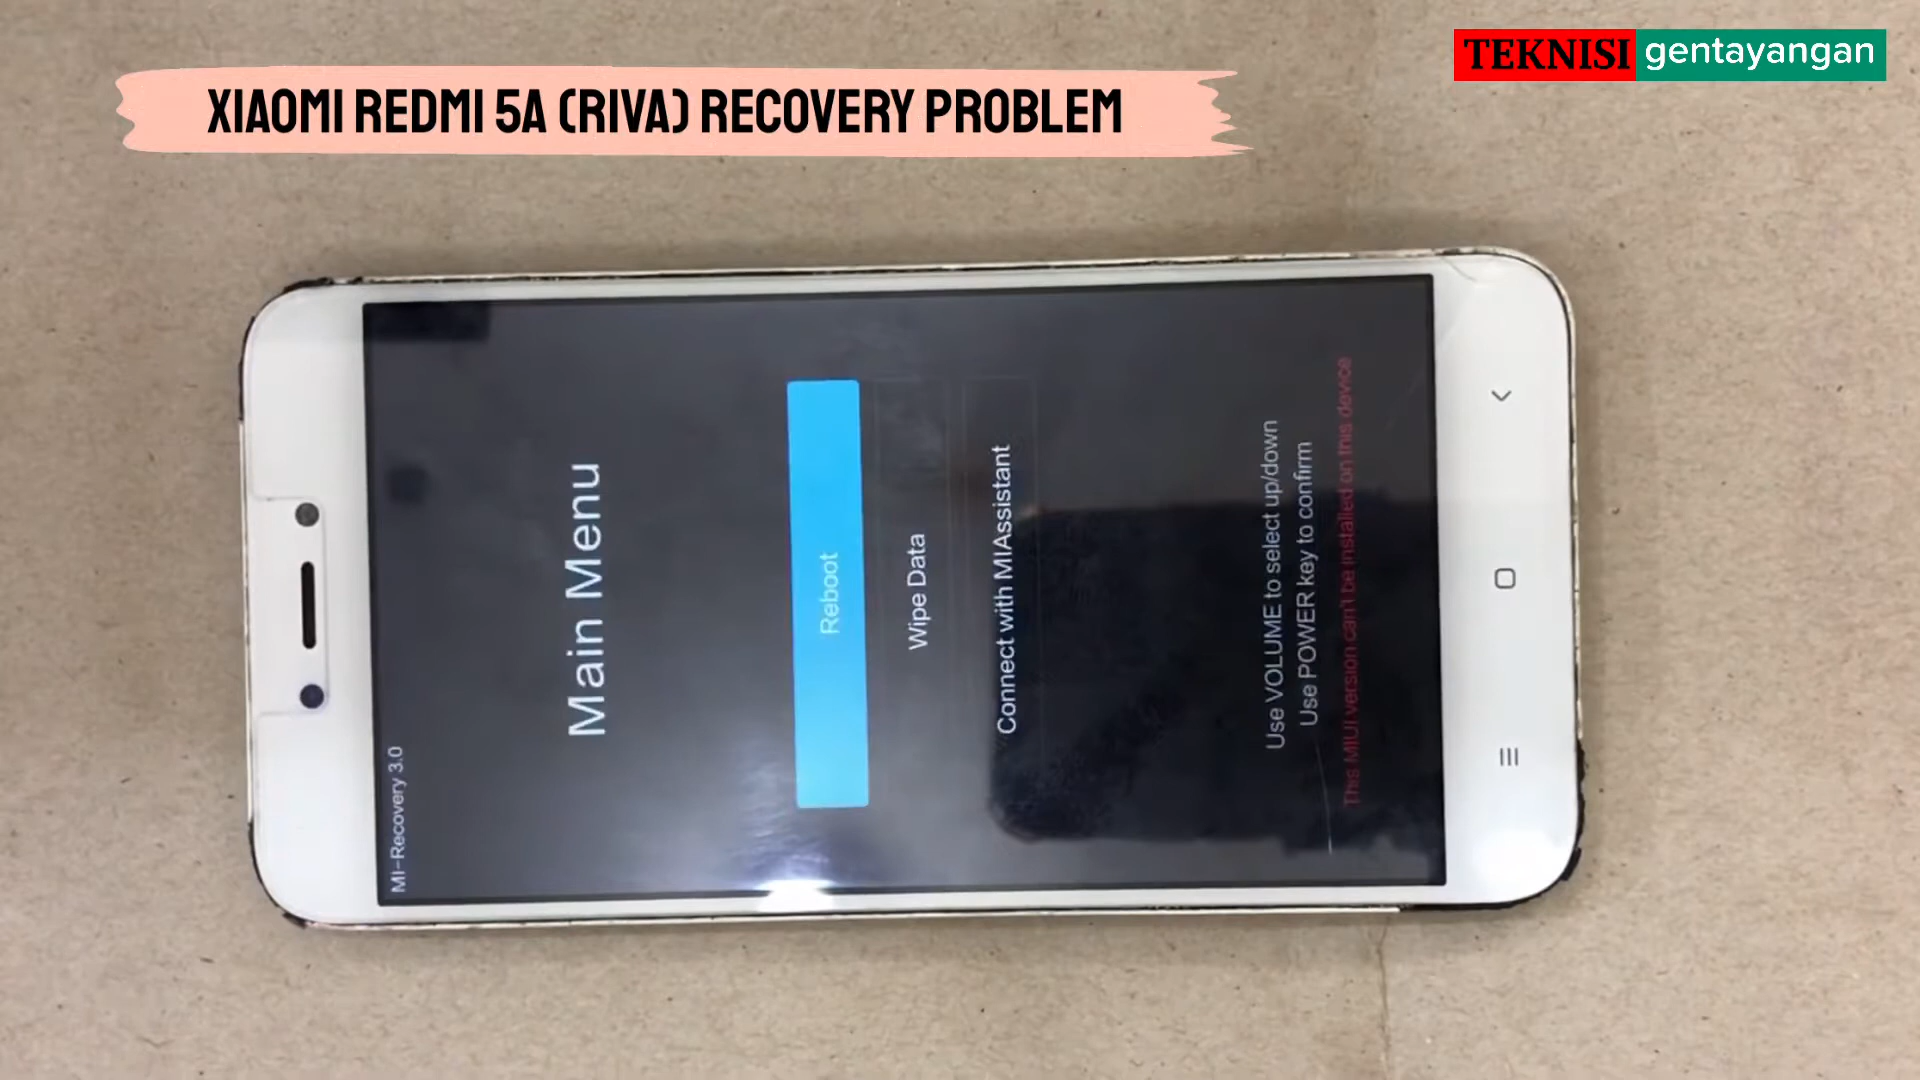 TEKNISI gentayangan
XIAOMI REDMI 5A (RIVA) RECOVERY PROBLEM
MI-Recovery 3.0
Main Menu
Reboot
Wipe Data
Connect with MIAssistant
Use VOLUME to select up/down
Use POWER key to confirm
This MIUI version can't be installed on this device